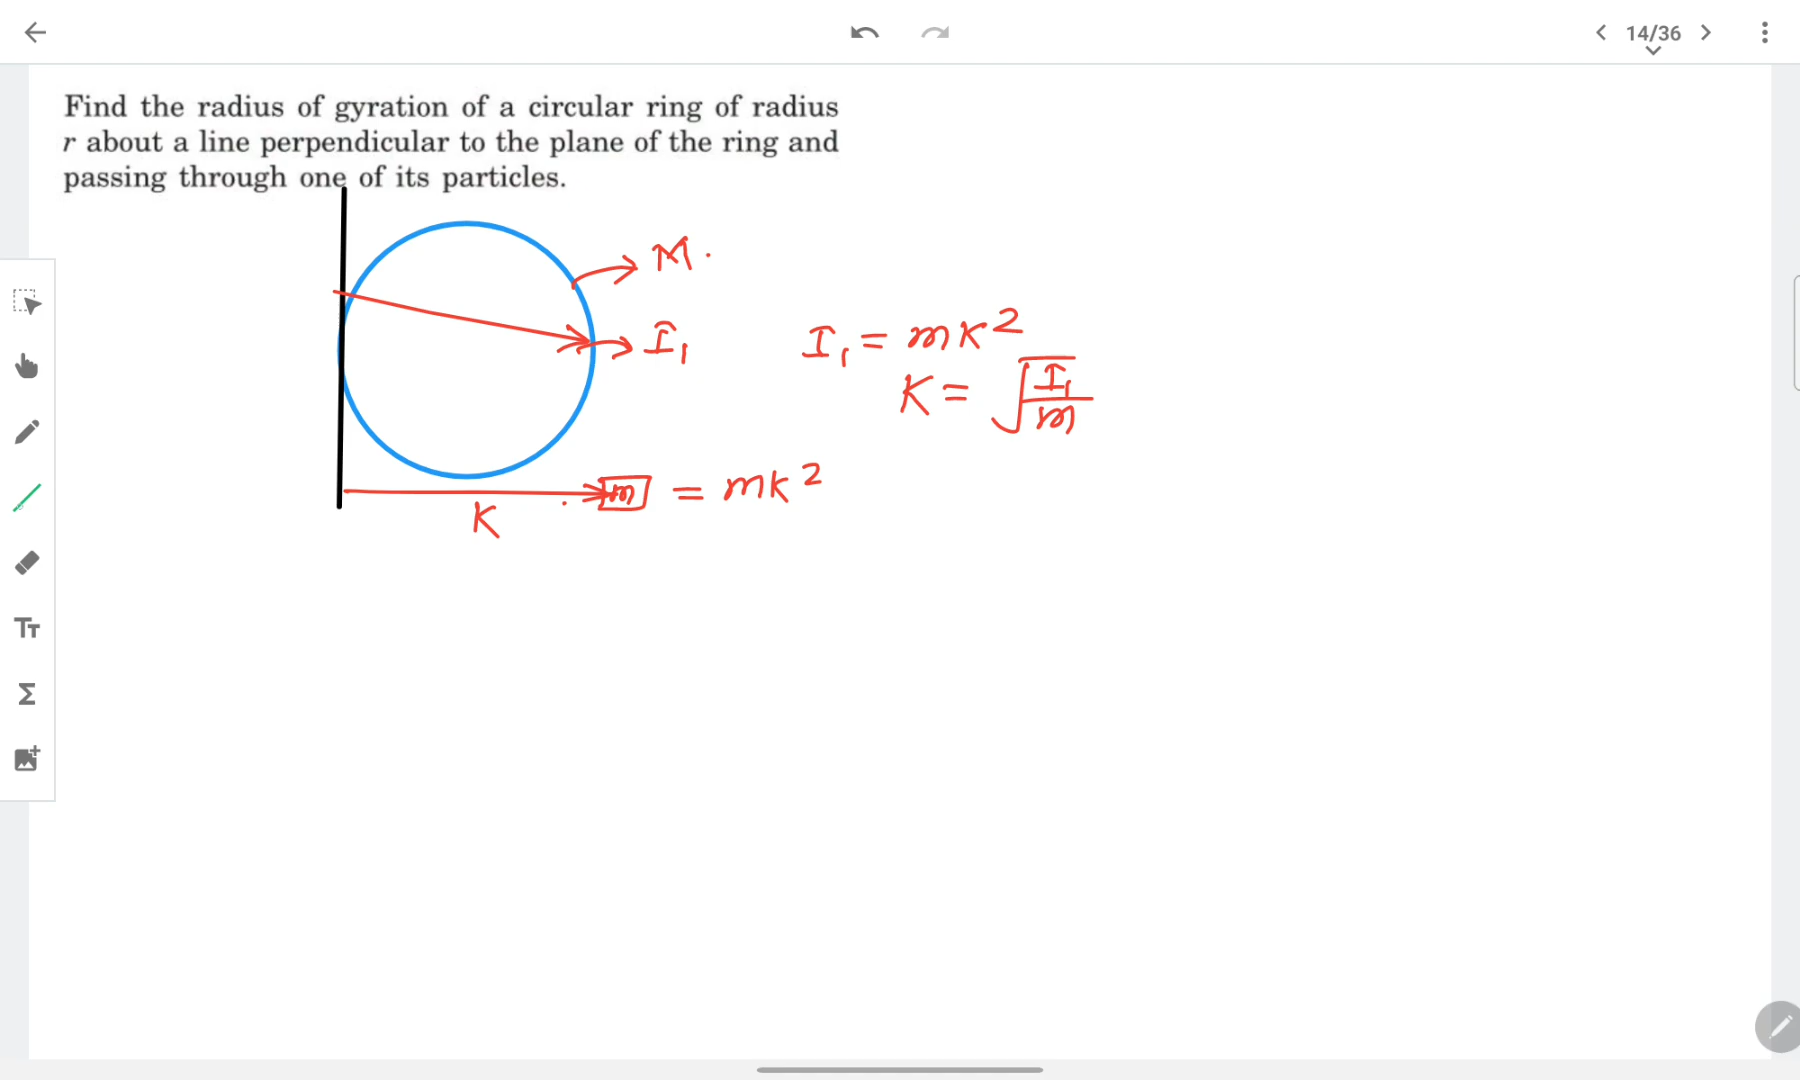 14/36
Find the radius of gyration of a circular ring of radius
r about a line perpendicular to the plane of the ring and
passing through one of its particles.
M.
I₁
I₁ = mK²
K = √(I₁/m)
m = mK²
K
TT
Σ